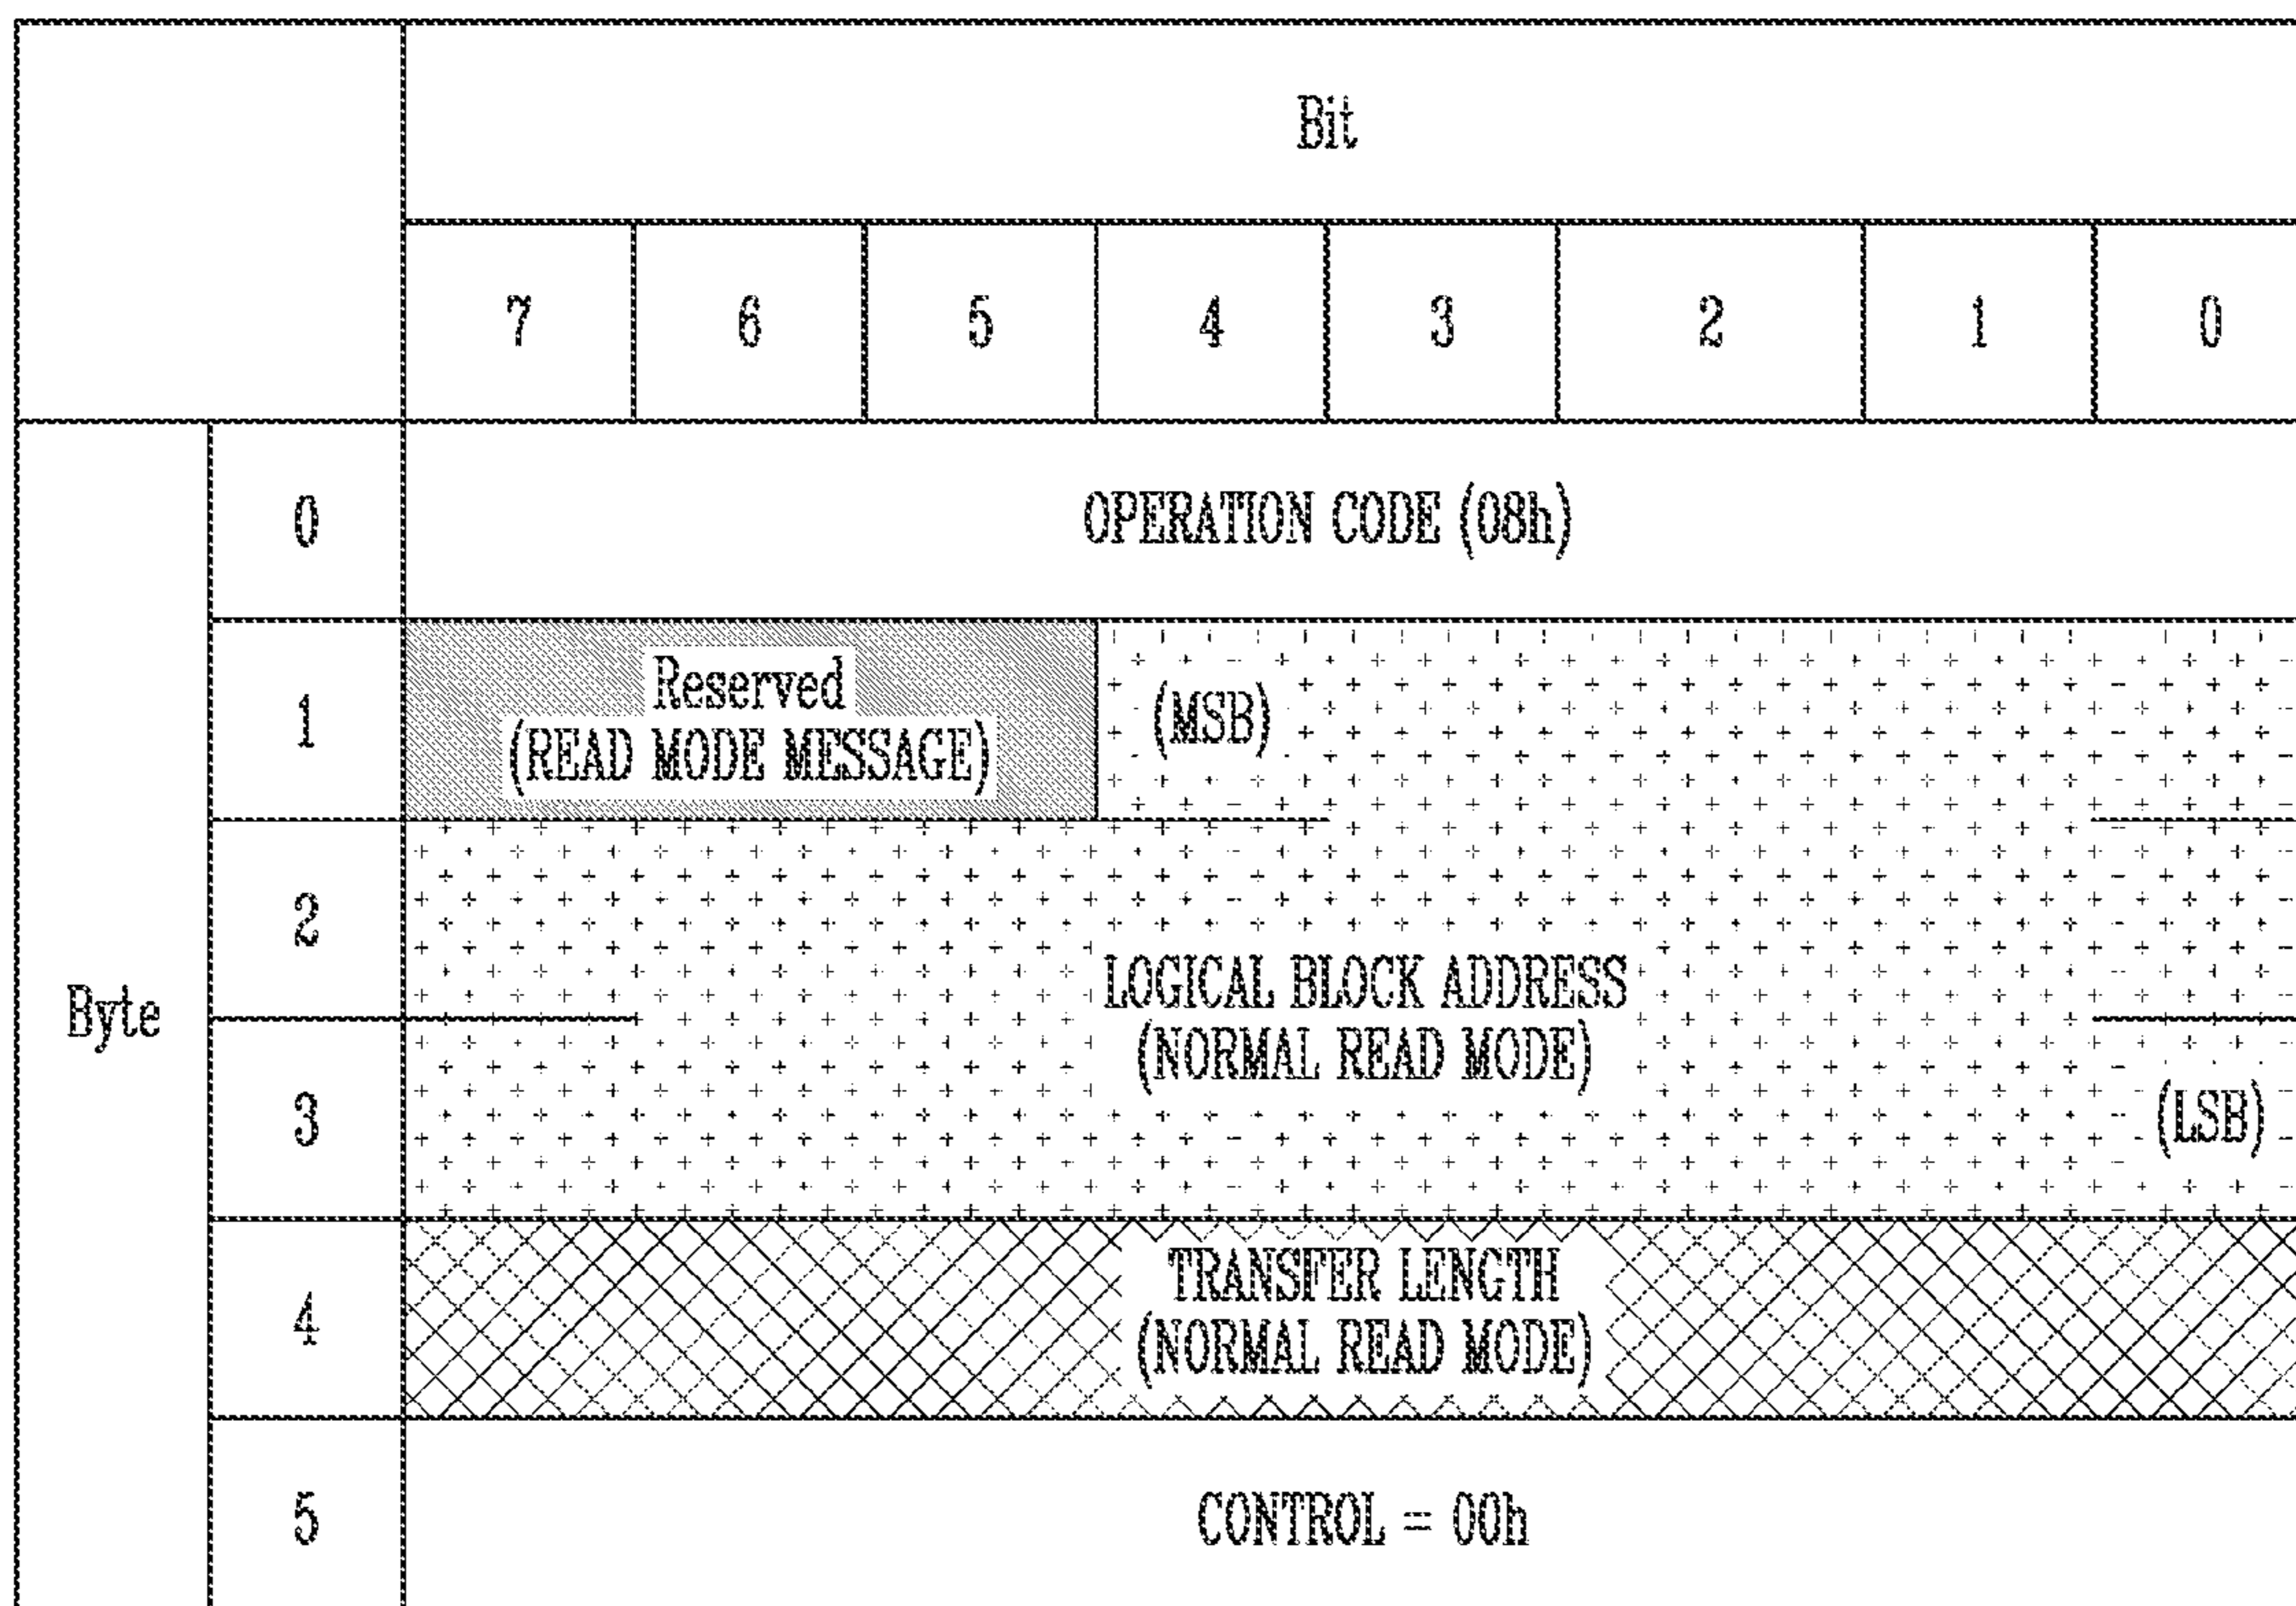 Bit
7 6 5 4 3 2 1 0
Byte
0 OPERATION CODE (08h)
1 Reserved
(READ MODE MESSAGE) (MSB)
2
LOGICAL BLOCK ADDRESS
(NORMAL READ MODE)
3 (LSB)
4 TRANSFER LENGTH
(NORMAL READ MODE)
5 CONTROL = 00h